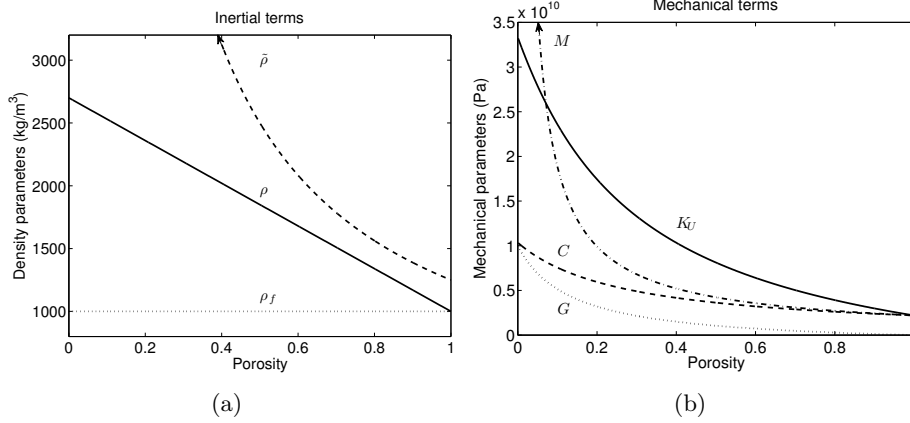 Inertial terms
3000
2500
2000
1500
1000
0 0.2 0.4 0.6 0.8 1
Density parameters (kg/m³)
Porosity
ρ̃
ρ
ρf
(a)
Mechanical terms
x 10¹⁰
3.5
3
2.5
2
1.5
1
0.5
0
0 0.2 0.4 0.6 0.8
Mechanical parameters (Pa)
Porosity
M
KU
C
G
(b)